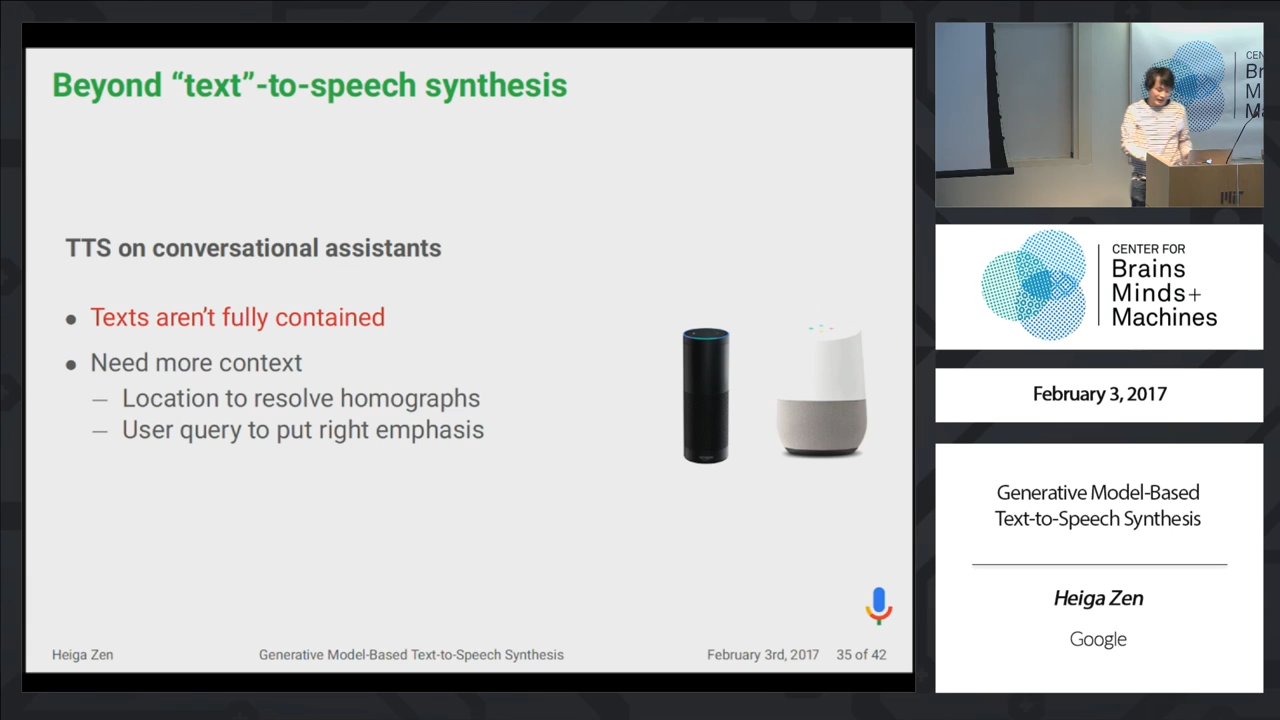 Beyond “text”-to-speech synthesis
TTS on conversational assistants
● Texts aren’t fully contained
● Need more context
– Location to resolve homographs
– User query to put right emphasis
Heiga Zen
Generative Model-Based Text-to-Speech Synthesis
February 3rd, 2017
35 of 42
CENTER FOR
Brains
Minds+
Machines
February 3, 2017
Generative Model-Based
Text-to-Speech Synthesis
Heiga Zen
Google